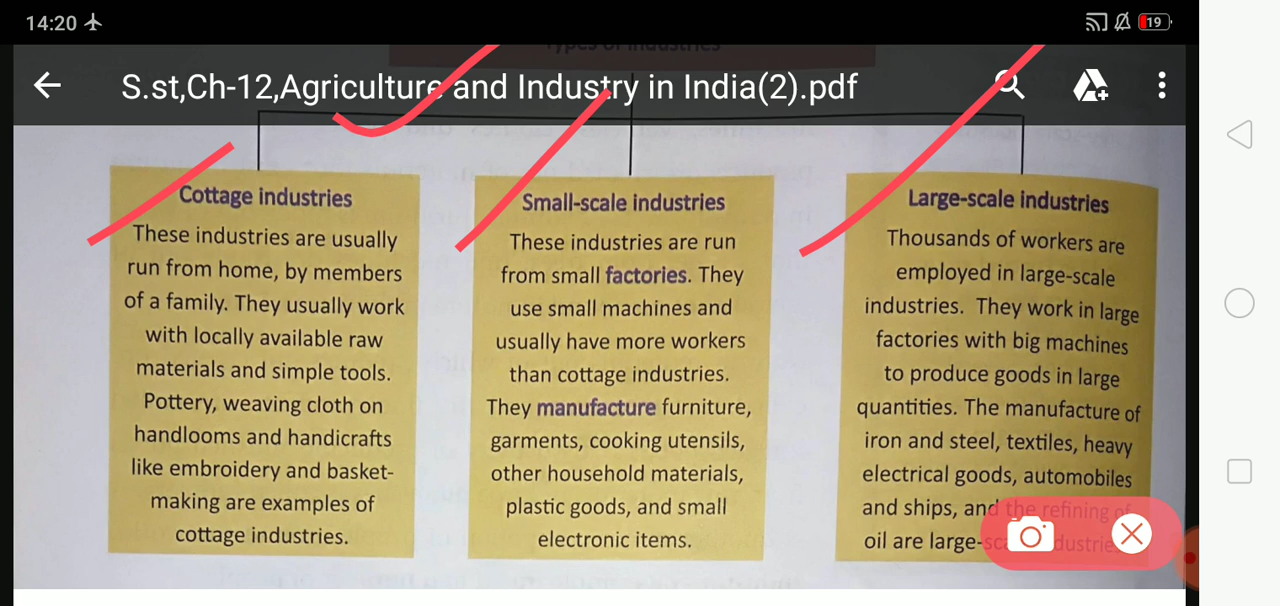 14:20
19
Types of Industries
S.st,Ch-12,Agriculture and Industry in India(2).pdf
Cottage industries
These industries are usually
run from home, by members
of a family. They usually work
with locally available raw
materials and simple tools.
Pottery, weaving cloth on
handlooms and handicrafts
like embroidery and basket-
making are examples of
cottage industries.
Small-scale industries
These industries are run
from small factories. They
use small machines and
usually have more workers
than cottage industries.
They manufacture furniture,
garments, cooking utensils,
other household materials,
plastic goods, and small
electronic items.
Large-scale industries
Thousands of workers are
employed in large-scale
industries. They work in large
factories with big machines
to produce goods in large
quantities. The manufacture of
iron and steel, textiles, heavy
electrical goods, automobiles
and ships, and the refining of
oil are large-scale industries